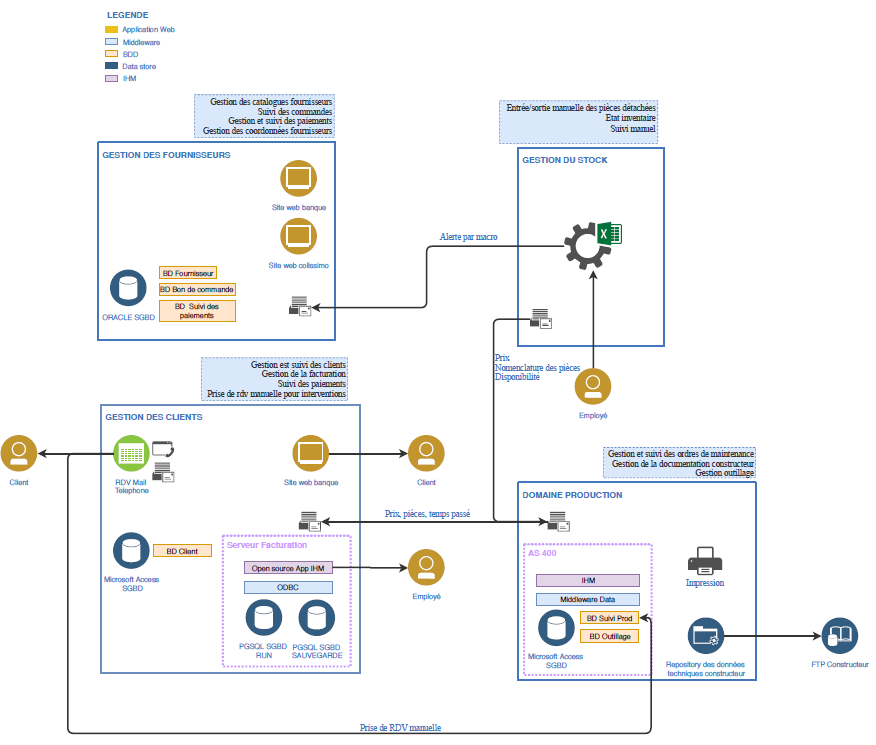 LEGENDE
Application Web
Middleware
BDD
Data store
IHM
Gestion des catalogues fournisseurs
Suivi des commandes
Gestion et suivi des paiements
Gestion des coordonnées fournisseurs
GESTION DES FOURNISSEURS
Site web banque
Site web colissimo
ORACLE SGBD
BD Fournisseur
BD Bon de commande
BD Suivi des
paiements
Alerte par macro
Entrée/sortie manuelle des pièces détachées
Etat inventaire
Suivi manuel
GESTION DU STOCK
Prix
Nomenclature des pièces
Disponibilité
Employé
Gestion est suivi des clients
Gestion de la facturation
Suivi des paiements
Prise de rdv manuelle pour interventions
GESTION DES CLIENTS
Client
RDV Mail
Telephone
Site web banque
Client
Prix, pièces, temps passé
Microsoft Access
SGBD
BD Client
Serveur Facturation
Open source App IHM
ODBC
PGSQL SGBD
RUN
PGSQL SGBD
SAUVEGARDE
Employé
Gestion et suivi des ordres de maintenance
Gestion de la documentation constructeur
Gestion outillage
DOMAINE PRODUCTION
AS 400
IHM
Middleware Data
BD Suivi Prod
BD Outillage
Microsoft Access
SGBD
Impression
Repository des données
techniques constructeur
FTP Constructeur
Prise de RDV manuelle